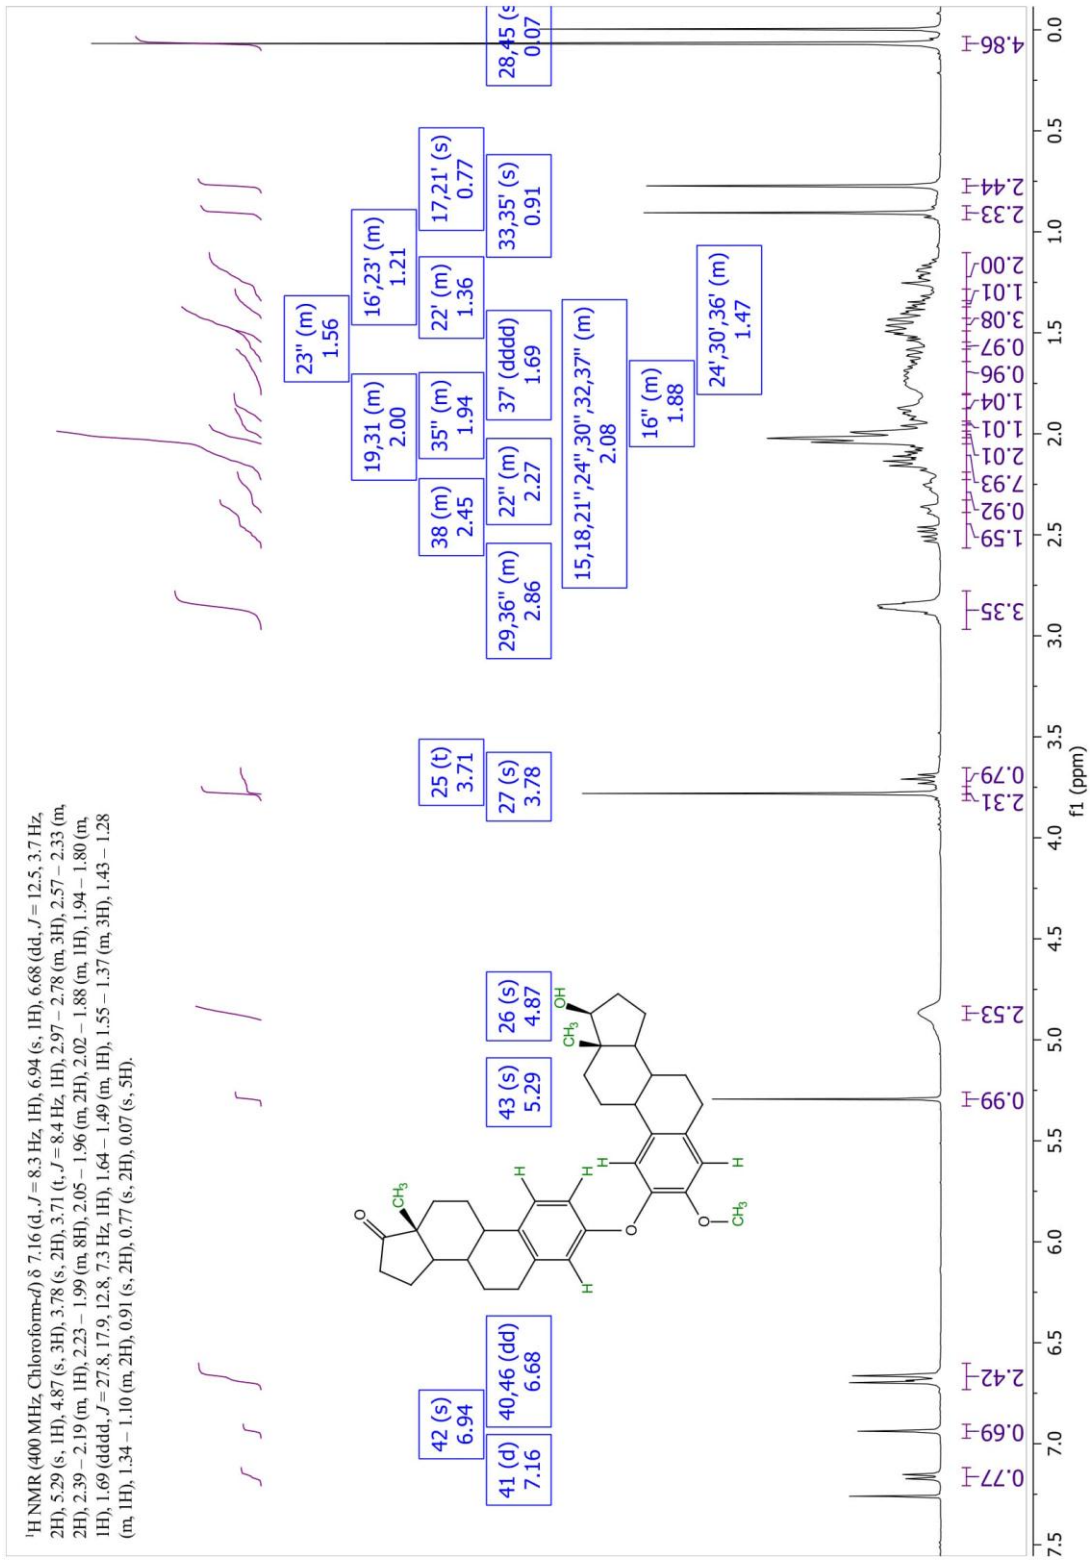 ¹H NMR (400 MHz, Chloroform-d) δ 7.16 (d, J = 8.3 Hz, 1H), 6.94 (s, 1H), 6.68 (dd, J = 12.5, 3.7 Hz,
2H), 5.29 (s, 1H), 4.87 (s, 3H), 3.78 (s, 2H), 3.71 (t, J = 8.4 Hz, 1H), 2.97 – 2.78 (m, 3H), 2.57 – 2.33 (m,
2H), 2.39 – 2.19 (m, 1H), 2.23 – 1.99 (m, 8H), 2.05 – 1.96 (m, 2H), 2.02 – 1.88 (m, 1H), 1.94 – 1.80 (m,
1H), 1.69 (dddd, J = 27.8, 17.9, 12.8, 7.3 Hz, 1H), 1.64 – 1.49 (m, 1H), 1.55 – 1.37 (m, 3H), 1.43 – 1.28
(m, 1H), 1.34 – 1.10 (m, 2H), 0.91 (s, 2H), 0.77 (s, 2H), 0.07 (s, 5H).
23" (m)
1.56
19,31 (m)
2.00
16',23' (m)
1.21
42 (s)
6.94
25 (t)
3.71
38 (m)
2.45
35" (m)
1.94
22' (m)
1.36
17,21' (s)
0.77
41 (d)
7.16
40,46 (dd)
6.68
43 (s)
5.29
26 (s)
4.87
27 (s)
3.78
29,36" (m)
2.86
22" (m)
2.27
37' (dddd)
1.69
33,35' (s)
0.91
28,45 (s
0.07
15,18,21",24",30",32,37" (m)
2.08
16" (m)
1.88
24',30',36' (m)
1.47
O
CH₃
H
H
H
O
H
H
O
CH₃
CH₃
OH
0.77
0.69
2.42
0.99
2.53
2.31
0.79
3.35
1.59
0.92
7.93
2.01
1.01
1.04
0.96
0.97
3.08
1.01
2.00
2.33
2.44
4.86
7.5 7.0 6.5 6.0 5.5 5.0 4.5 4.0 3.5 3.0 2.5 2.0 1.5 1.0 0.5 0.0
f1 (ppm)